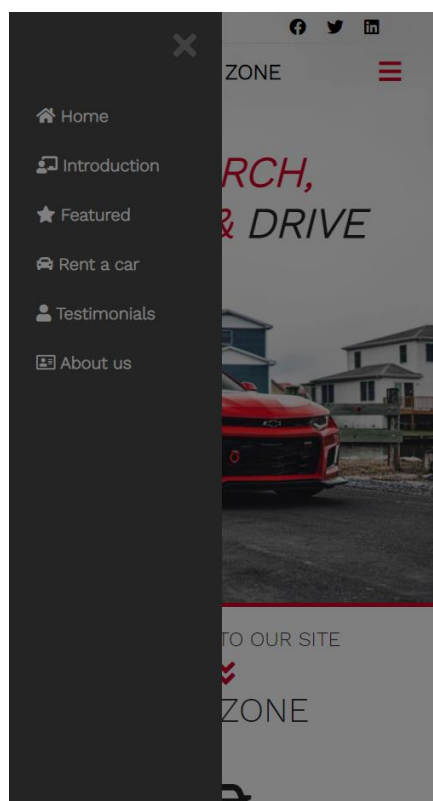 ZONE
Home
Introduction
Featured
Rent a car
Testimonials
About us
RCH,
& DRIVE
TO OUR SITE
ZONE